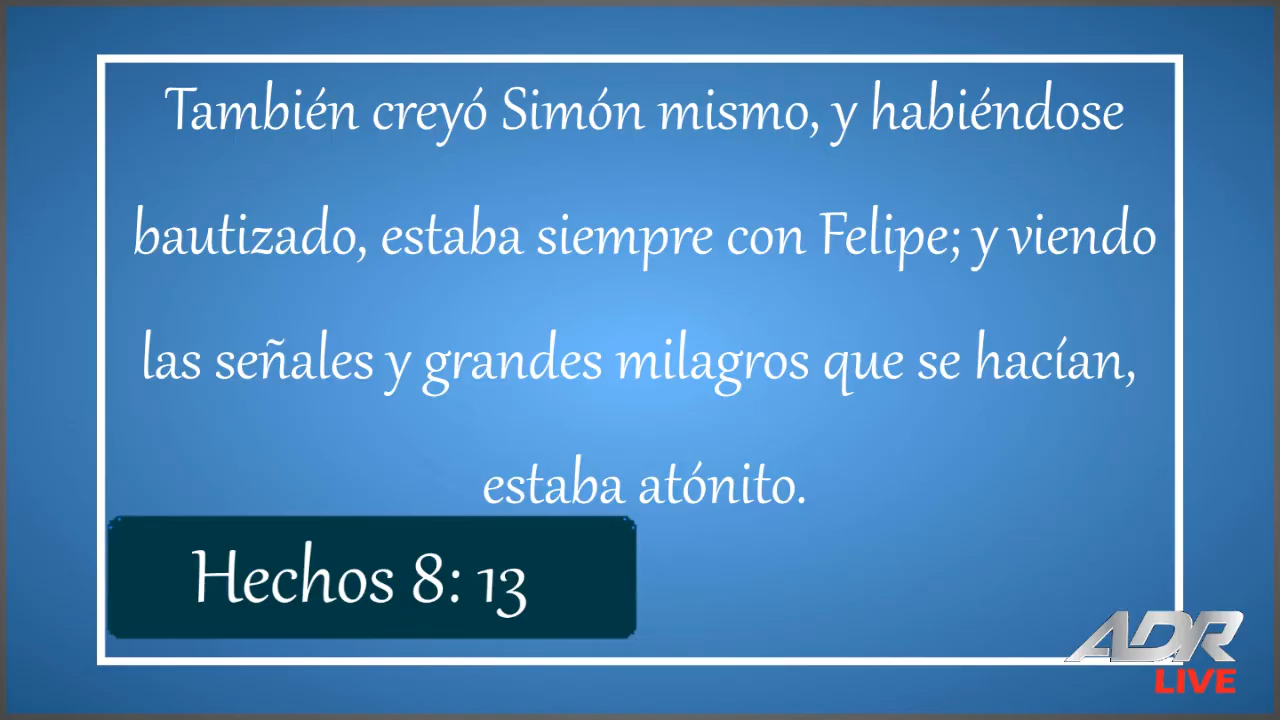 También creyó Simón mismo, y habiéndose
bautizado, estaba siempre con Felipe; y viendo
las señales y grandes milagros que se hacían,
estaba atónito.
Hechos 8: 13
ADR
LIVE